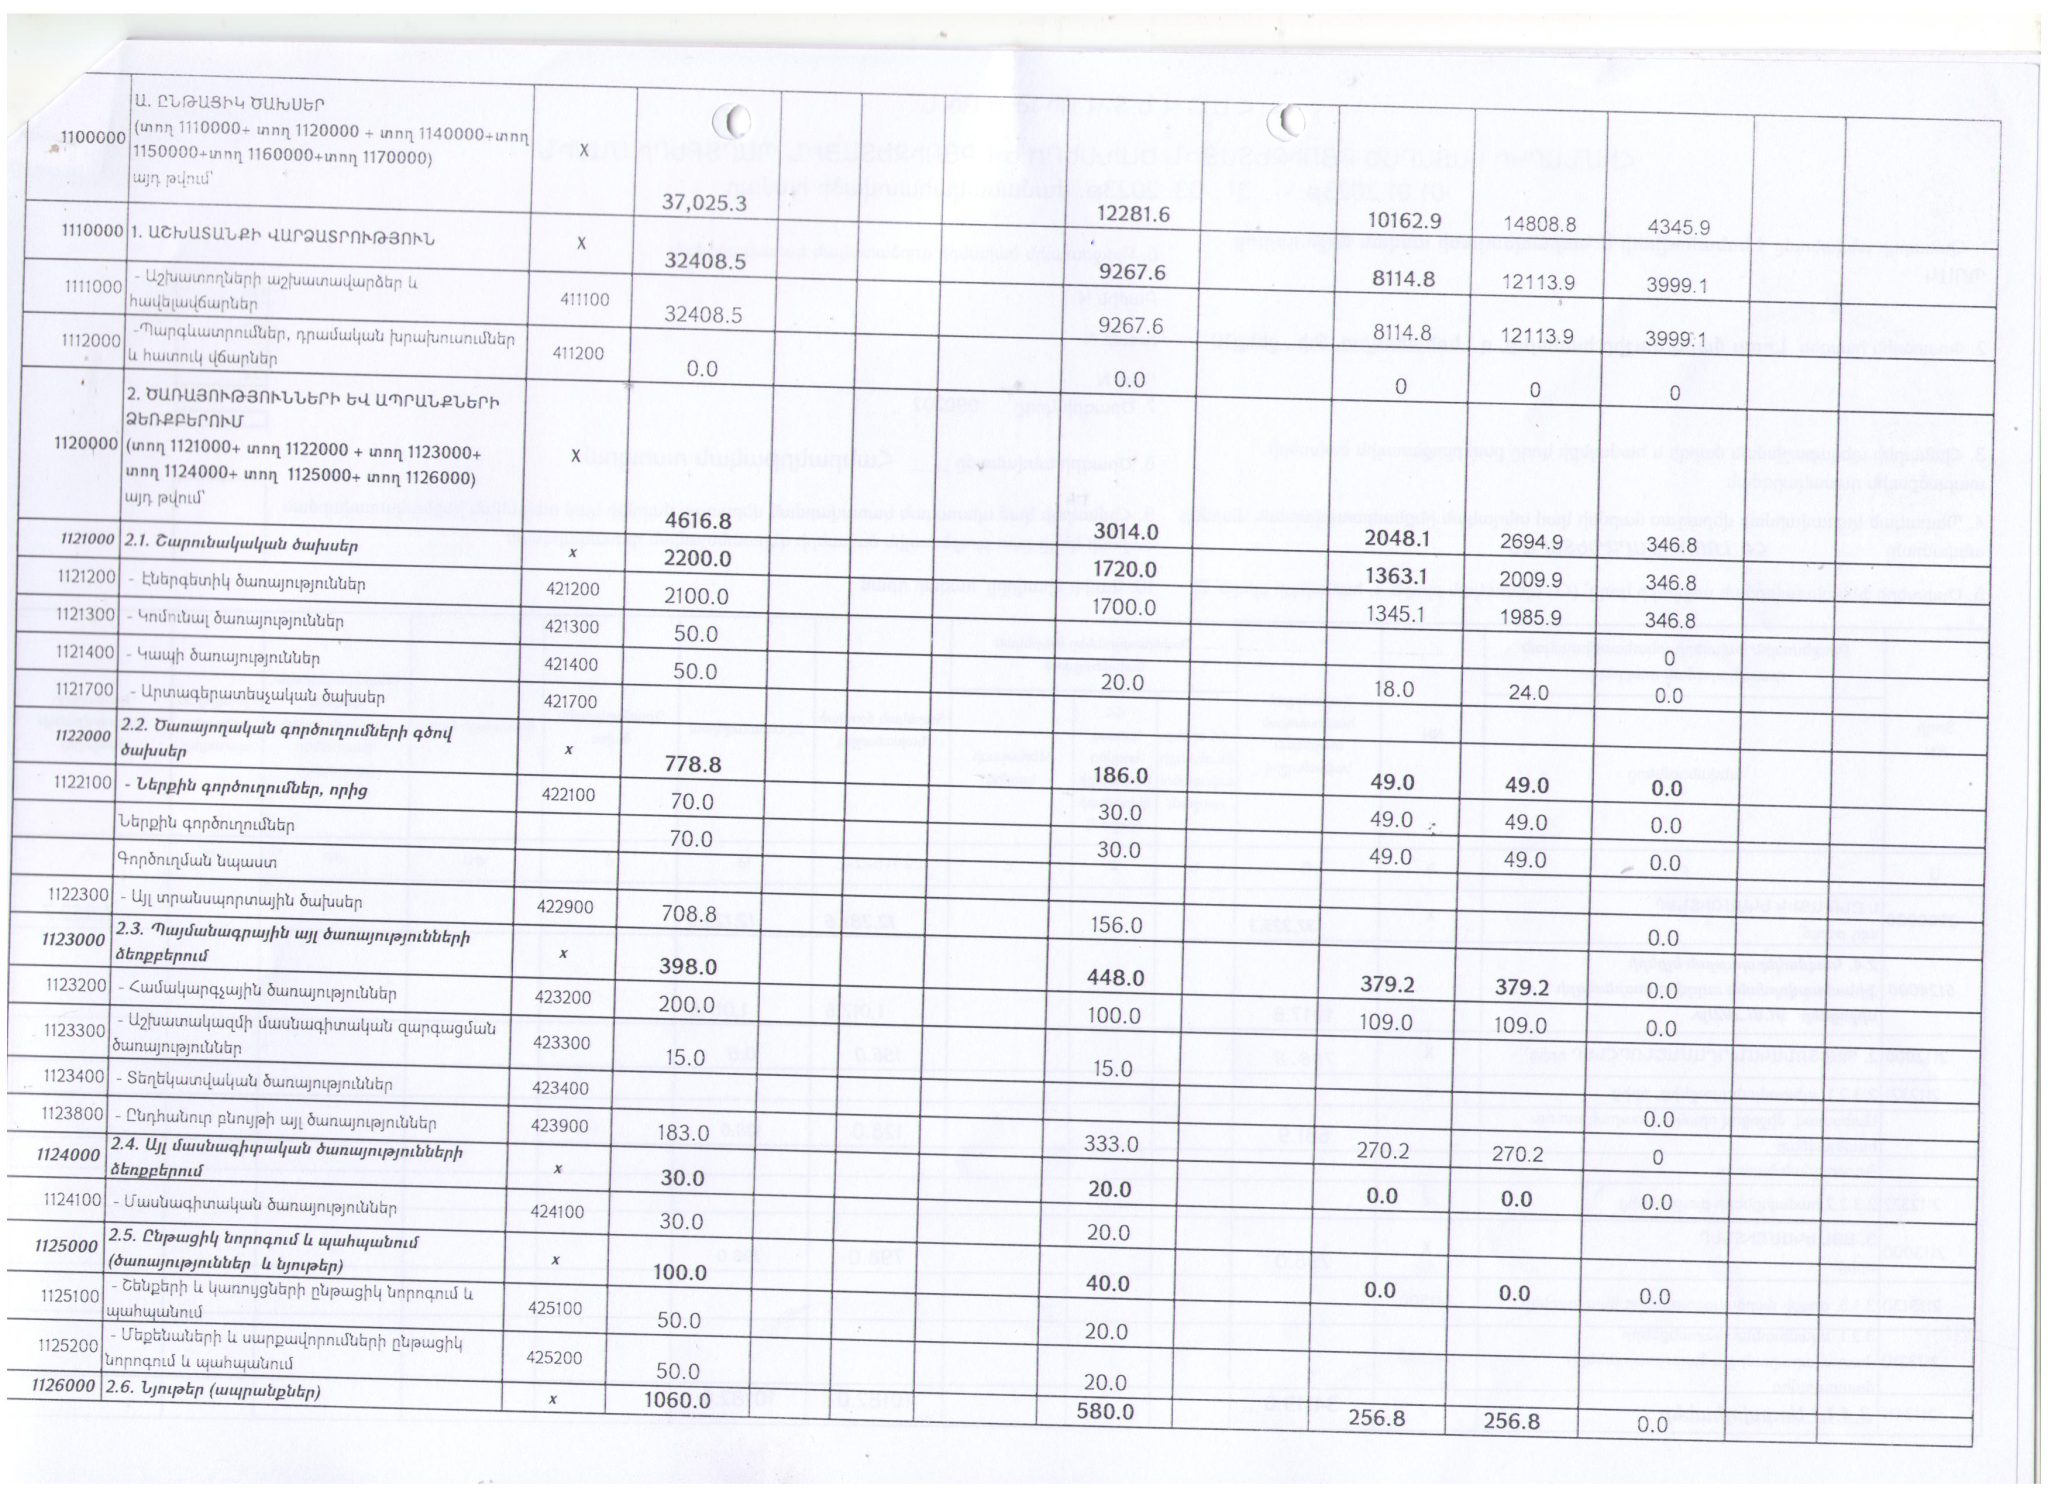 1100000 Ա. ԸՆԹԱՑԻԿ ԾԱԽՍԵՐ
(տող 1110000+ տող 1120000 + տող 1140000+տող
1150000+տող 1160000+տող 1170000)
այդ թվում՝ X 37,025.3 12281.6 10162.9 14808.8 4345.9
1110000 1. ԱՇԽԱՏԱՆՔԻ ՎԱՐՁԱՏՐՈՒԹՅՈՒՆ X 32408.5 9267.6 8114.8 12113.9 3999.1
1111000 - Աշխատողների աշխատավարձեր և
հավելավճարներ 411100 32408.5 9267.6 8114.8 12113.9 3999.1
1112000 -Պարգևատրումներ, դրամական խրախուսումներ
և հատուկ վճարներ 411200 0.0 0.0 0 0 0
1120000 2. ԾԱՌԱՅՈՒԹՅՈՒՆՆԵՐԻ ԵՎ ԱՊՐԱՆՔՆԵՐԻ
ՁԵՌՔԲԵՐՈՒՄ
(տող 1121000+ տող 1122000 + տող 1123000+
տող 1124000+ տող 1125000+ տող 1126000)
այդ թվում՝ X 4616.8 3014.0 2048.1 2694.9 346.8
1121000 2.1. Շարունակական ծախսեր x 2200.0 1720.0 1363.1 2009.9 346.8
1121200 - Էներգետիկ ծառայություններ 421200 2100.0 1700.0 1345.1 1985.9 346.8
1121300 - Կոմունալ ծառայություններ 421300 50.0 0
1121400 - Կապի ծառայություններ 421400 50.0 20.0 18.0 24.0 0.0
1121700 - Արտագերատեսչական ծախսեր 421700
1122000 2.2. Ծառայողական գործուղումների գծով
ծախսեր x 778.8 186.0 49.0 49.0 0.0
1122100 - Ներքին գործուղումներ, որից 422100 70.0 30.0 49.0 49.0 0.0
Ներքին գործուղումներ 70.0 30.0 49.0 49.0 0.0
Գործուղման նպաստ
1122300 - Այլ տրանսպորտային ծախսեր 422900 708.8 156.0 0.0
1123000 2.3. Պայմանագրային այլ ծառայությունների
ձեռքբերում x 398.0 448.0 379.2 379.2 0.0
1123200 - Համակարգչային ծառայություններ 423200 200.0 100.0 109.0 109.0 0.0
1123300 - Աշխատակազմի մասնագիտական զարգացման
ծառայություններ 423300 15.0 15.0
1123400 - Տեղեկատվական ծառայություններ 423400 0.0
1123800 - Ընդհանուր բնույթի այլ ծառայություններ 423900 183.0 333.0 270.2 270.2 0
1124000 2.4. Այլ մասնագիտական ծառայությունների
ձեռքբերում x 30.0 20.0 0.0 0.0 0.0
1124100 - Մասնագիտական ծառայություններ 424100 30.0 20.0
1125000 2.5. Ընթացիկ նորոգում և պահպանում
(ծառայություններ և նյութեր) x 100.0 40.0 0.0 0.0 0.0
1125100 - Շենքերի և կառույցների ընթացիկ նորոգում և
պահպանում 425100 50.0 20.0
1125200 - Մեքենաների և սարքավորումների ընթացիկ
նորոգում և պահպանում 425200 50.0 20.0
1126000 2.6. Նյութեր (ապրանքներ) x 1060.0 580.0 256.8 256.8 0.0